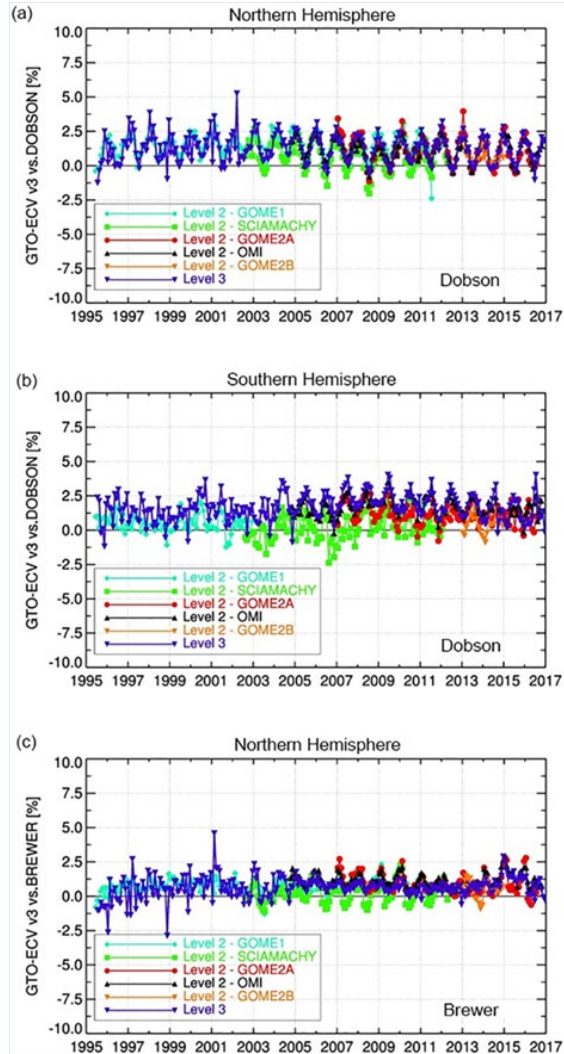 (a)
Northern Hemisphere
GTO-ECV v3 vs.DOBSON [%]
10.0
7.5
5.0
2.5
0.0
-2.5
-5.0
-7.5
-10.0
Level 2 - GOME1
Level 2 - SCIAMACHY
Level 2 - GOME2A
Level 2 - OMI
Level 2 - GOME2B
Level 3
Dobson
1995 1997 1999 2001 2003 2005 2007 2009 2011 2013 2015 2017
(b)
Southern Hemisphere
GTO-ECV v3 vs.DOBSON [%]
10.0
7.5
5.0
2.5
0.0
-2.5
-5.0
-7.5
-10.0
Level 2 - GOME1
Level 2 - SCIAMACHY
Level 2 - GOME2A
Level 2 - OMI
Level 2 - GOME2B
Level 3
Dobson
1995 1997 1999 2001 2003 2005 2007 2009 2011 2013 2015 2017
(c)
Northern Hemisphere
GTO-ECV v3 vs.BREWER [%]
10.0
7.5
5.0
2.5
0.0
-2.5
-5.0
-7.5
-10.0
Level 2 - GOME1
Level 2 - SCIAMACHY
Level 2 - GOME2A
Level 2 - OMI
Level 2 - GOME2B
Level 3
Brewer
1995 1997 1999 2001 2003 2005 2007 2009 2011 2013 2015 2017